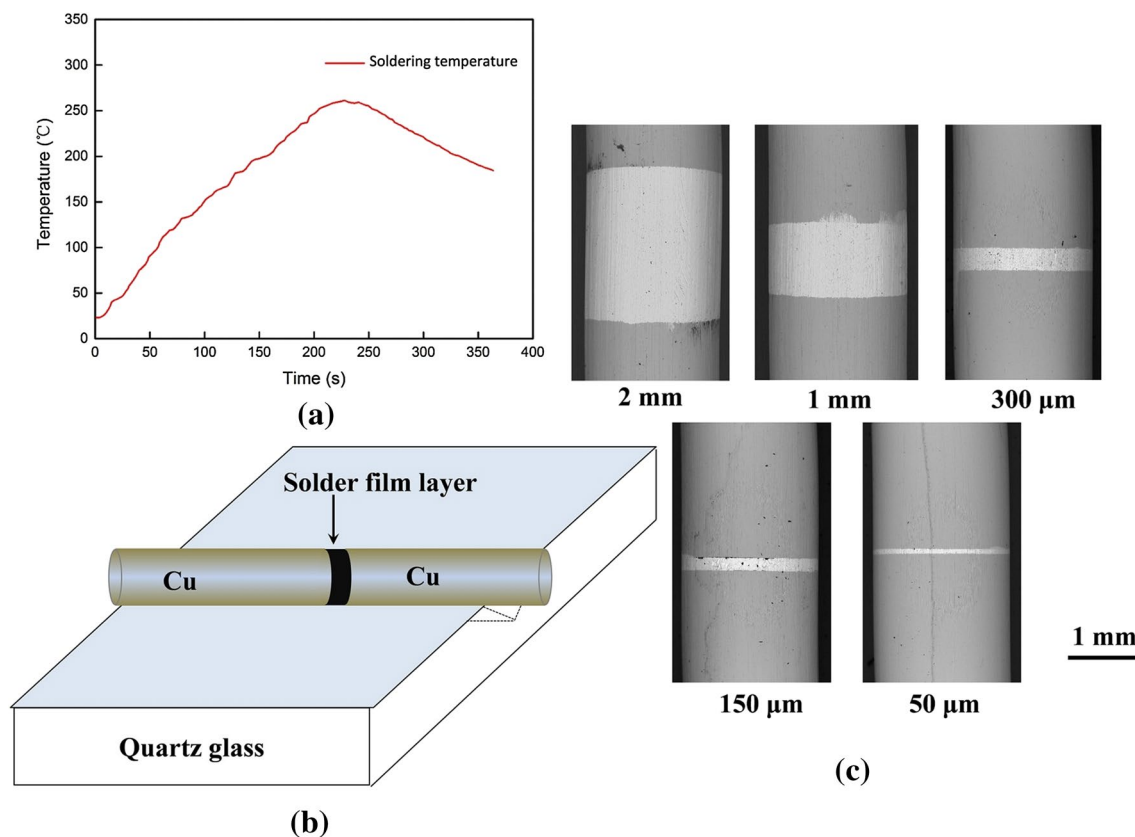 350
300
250
200
150
100
50
0
Temperature (℃)
Soldering temperature
0 50 100 150 200 250 300 350 400
Time (s)
(a)
2 mm
1 mm
300 μm
Solder film layer
Cu
Cu
Quartz glass
(b)
150 μm
50 μm
1 mm
(c)